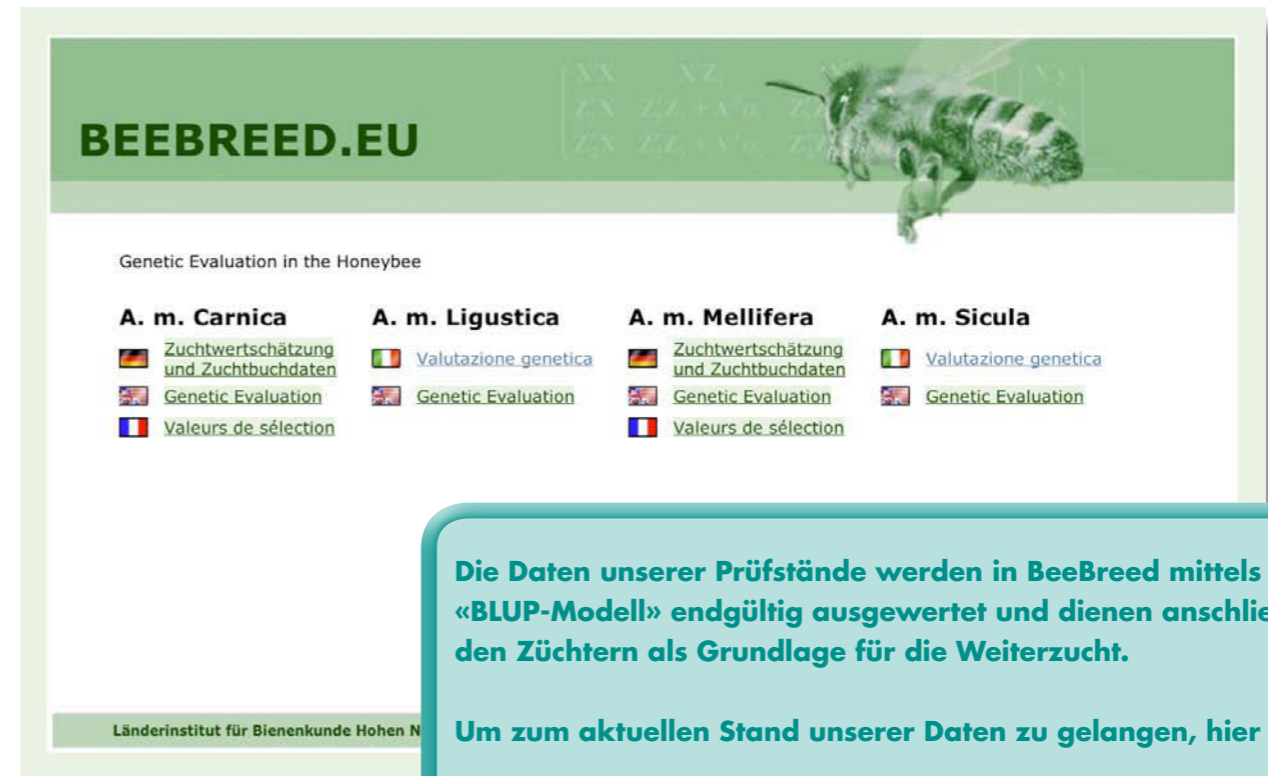 BEEBREED.EU
Genetic Evaluation in the Honeybee
A. m. Carnica
Zuchtwertschätzung
und Zuchtbuchdaten
Genetic Evaluation
Valeurs de sélection
A. m. Ligustica
Valutazione genetica
Genetic Evaluation
A. m. Mellifera
Zuchtwertschätzung
und Zuchtbuchdaten
Genetic Evaluation
Valeurs de sélection
A. m. Sicula
Valutazione genetica
Genetic Evaluation
Die Daten unserer Prüfstände werden in BeeBreed mittels
«BLUP-Modell» endgültig ausgewertet und dienen anschlie
den Züchtern als Grundlage für die Weiterzucht.
Um zum aktuellen Stand unserer Daten zu gelangen, hier
Länderinstitut für Bienenkunde Hohen N